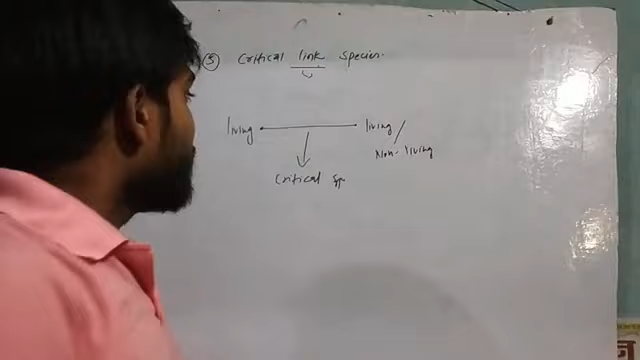 (5) Critical link Species.
living living /
Non-living
Critical Sp